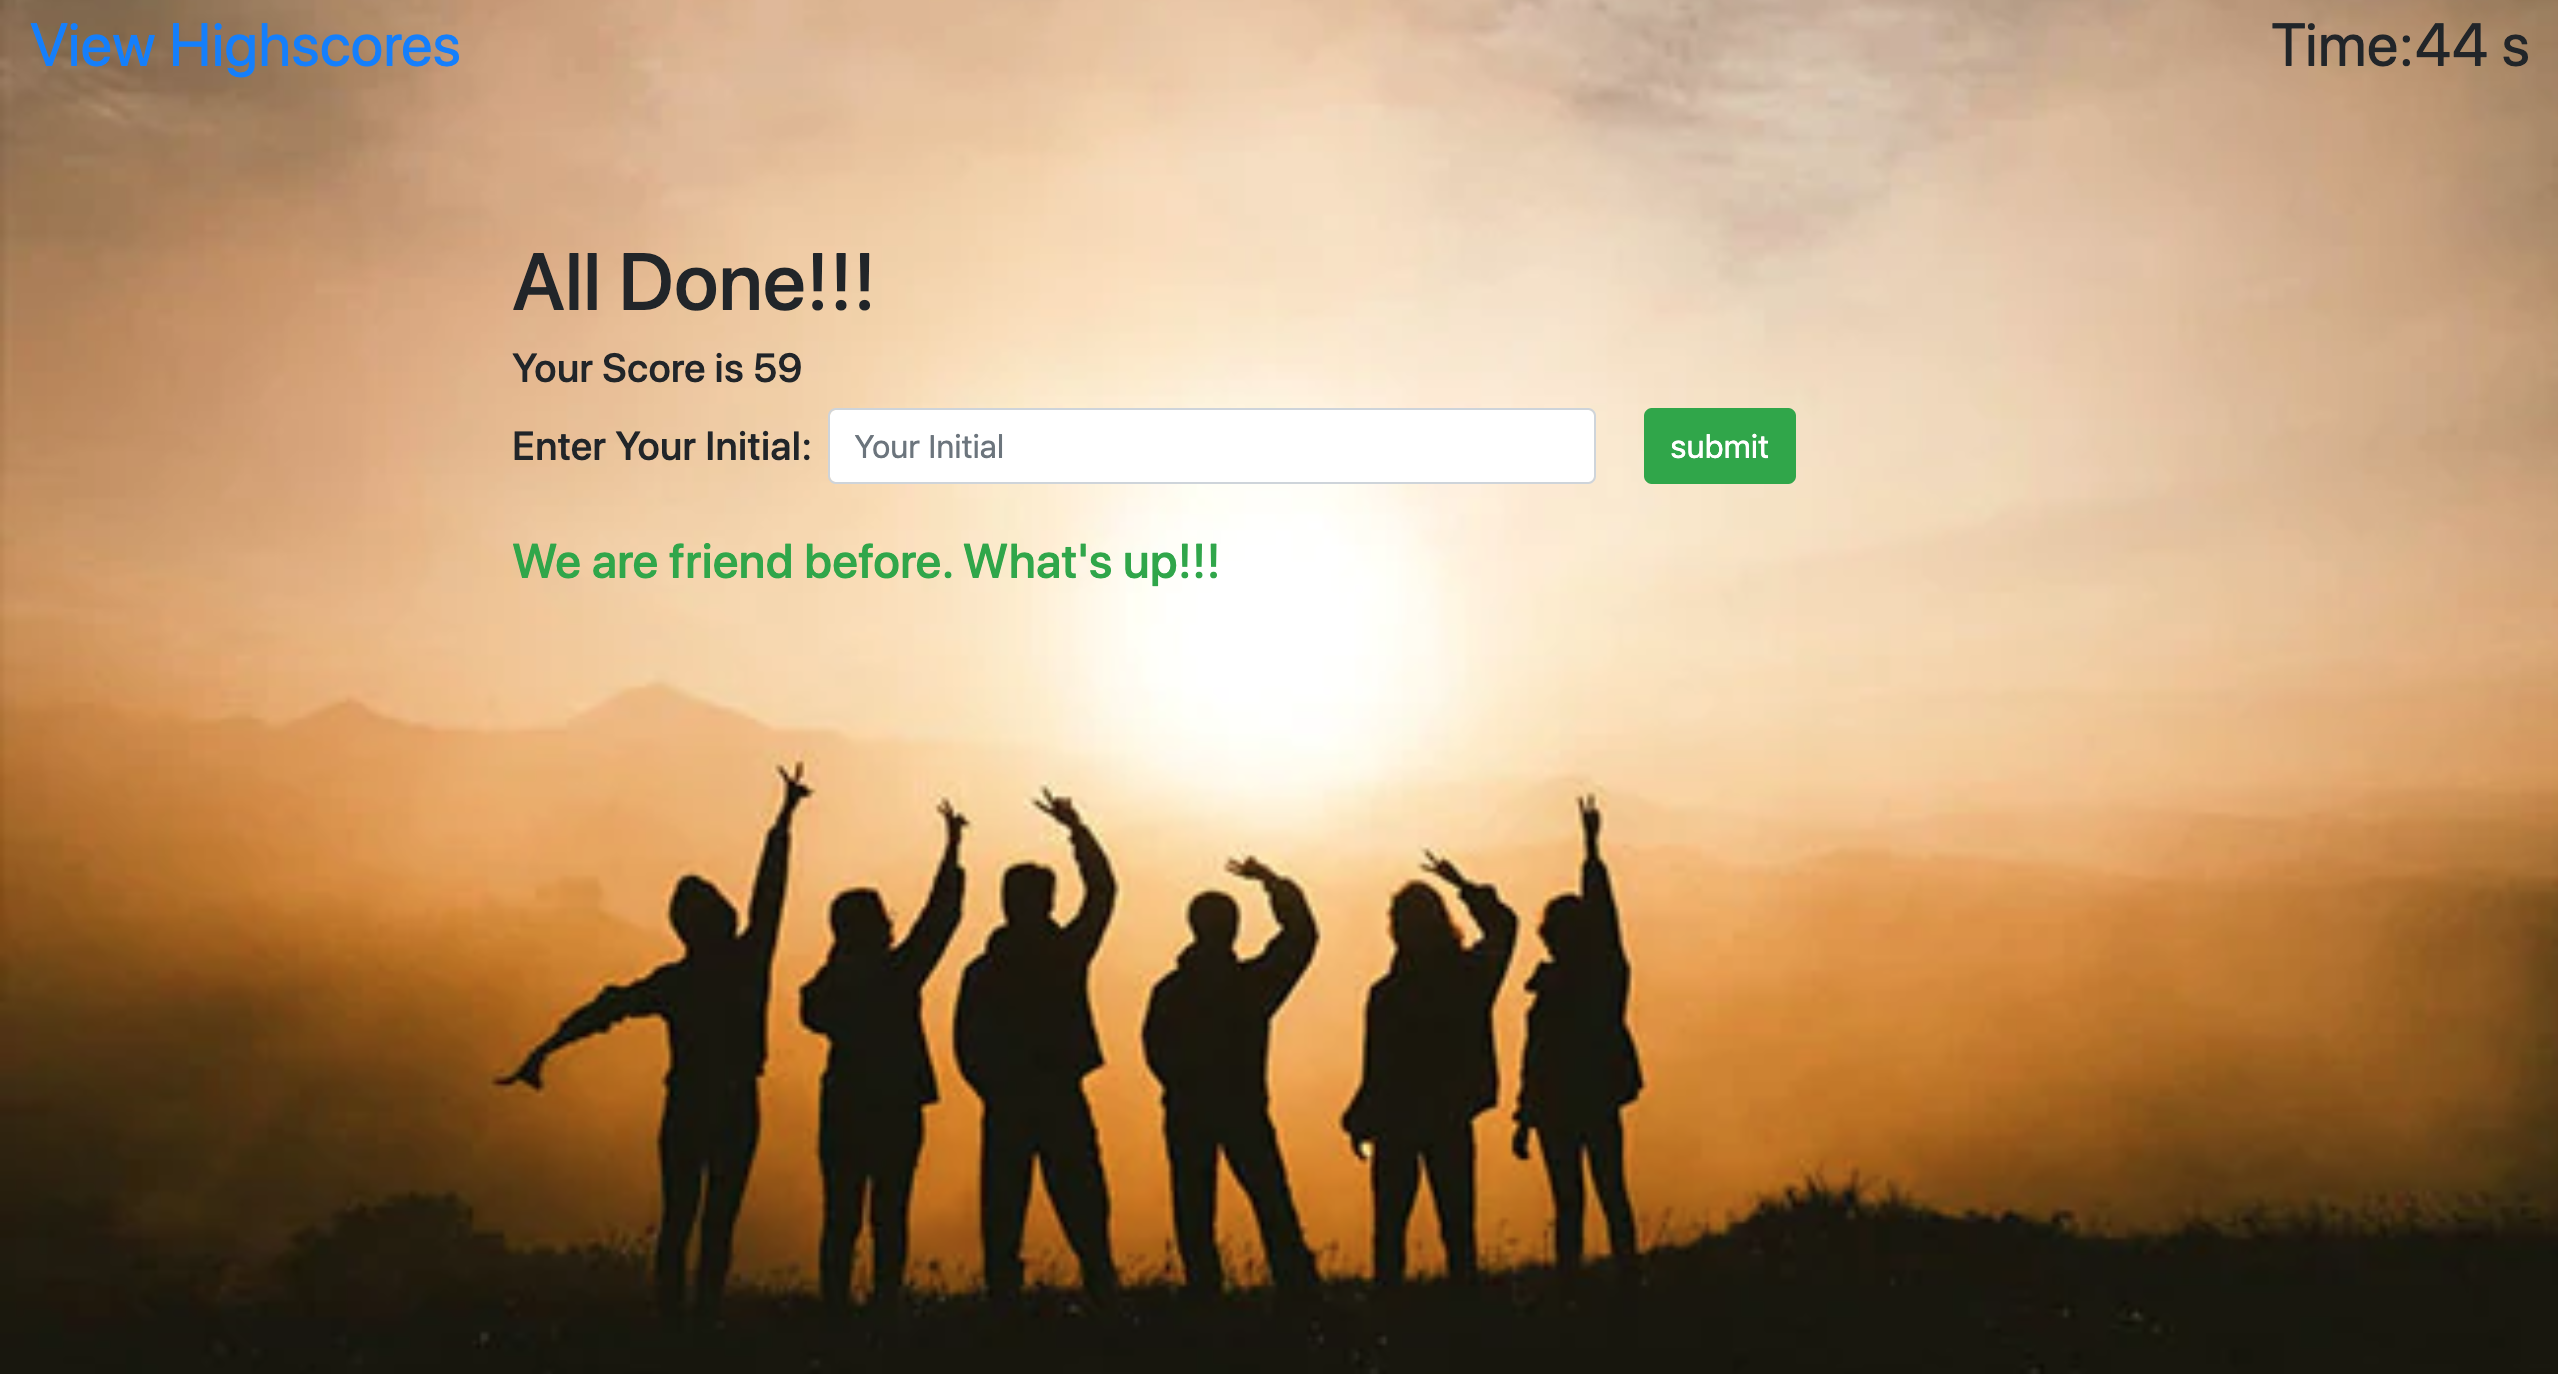 View Highscores
Time:44 s
All Done!!!
Your Score is 59
Enter Your Initial: Your Initial submit
We are friend before. What's up!!!